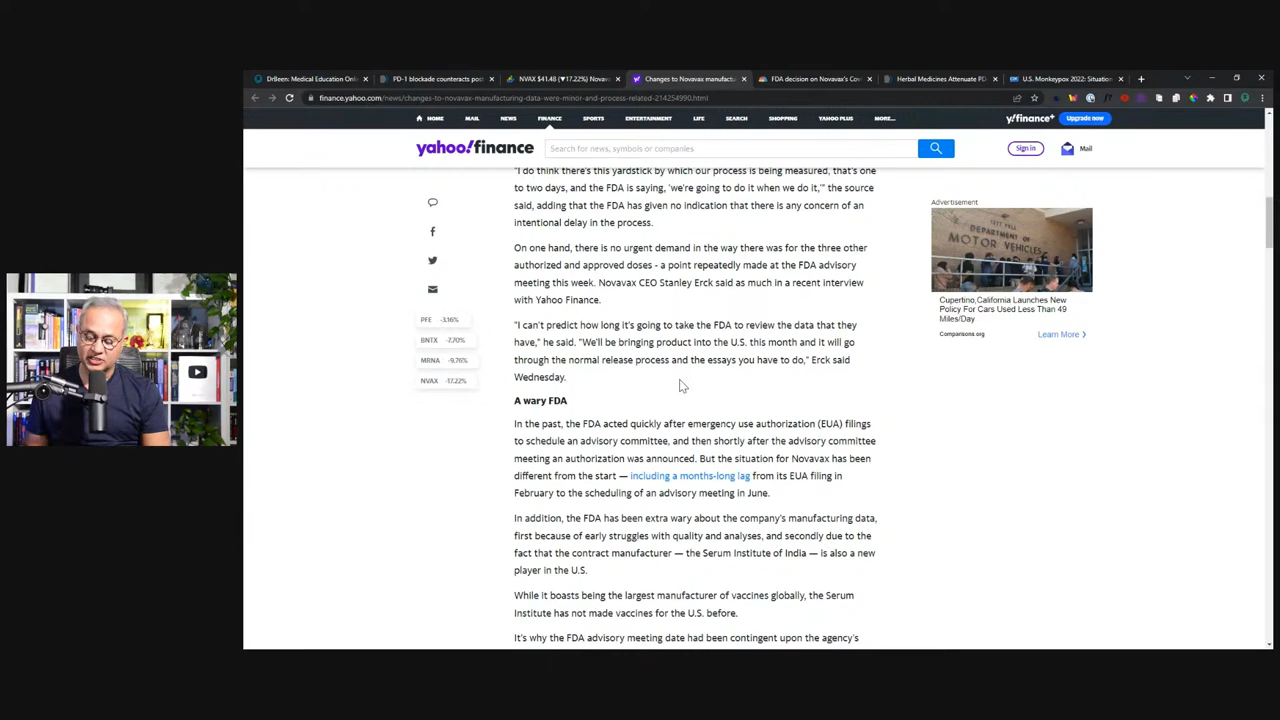 DrBeen: Medical Education Onl
PD-1 blockade counteracts post
NVAX $41.48 (▼17.22%) Novava
Changes to Novavax manufactu
FDA decision on Novavax's Cov
Herbal Medicines Attenuate PD-
U.S. Monkeypox 2022: Situation
finance.yahoo.com/news/changes-to-novavax-manufacturing-data-were-minor-and-process-related-214254990.html
HOME
MAIL
NEWS
FINANCE
SPORTS
ENTERTAINMENT
LIFE
SEARCH
SHOPPING
YAHOO PLUS
MORE...
y!finance+
Upgrade now
yahoo!finance
Search for news, symbols or companies
Sign in
Mail
"I do think there's this yardstick by which our process is being measured, that's one
to two days, and the FDA is saying, 'we're going to do it when we do it,'" the source
said, adding that the FDA has given no indication that there is any concern of an
intentional delay in the process.
On one hand, there is no urgent demand in the way there was for the three other
authorized and approved doses - a point repeatedly made at the FDA advisory
meeting this week. Novavax CEO Stanley Erck said as much in a recent interview
with Yahoo Finance.
"I can't predict how long it's going to take the FDA to review the data that they
have," he said. "We'll be bringing product into the U.S. this month and it will go
through the normal release process and the essays you have to do," Erck said
Wednesday.
A wary FDA
In the past, the FDA acted quickly after emergency use authorization (EUA) filings
to schedule an advisory committee, and then shortly after the advisory committee
meeting an authorization was announced. But the situation for Novavax has been
different from the start — including a months-long lag from its EUA filing in
February to the scheduling of an advisory meeting in June.
In addition, the FDA has been extra wary about the company's manufacturing data,
first because of early struggles with quality and analyses, and secondly due to the
fact that the contract manufacturer — the Serum Institute of India — is also a new
player in the U.S.
While it boasts being the largest manufacturer of vaccines globally, the Serum
Institute has not made vaccines for the U.S. before.
It's why the FDA advisory meeting date had been contingent upon the agency's
PFE -3.16%
BNTX -7.70%
MRNA -9.76%
NVAX -17.22%
Advertisement
DEPARTMENT
OF
MOTOR VEHICLES
Cupertino,California Launches New
Policy For Cars Used Less Than 49
Miles/Day
Comparisons.org
Learn More